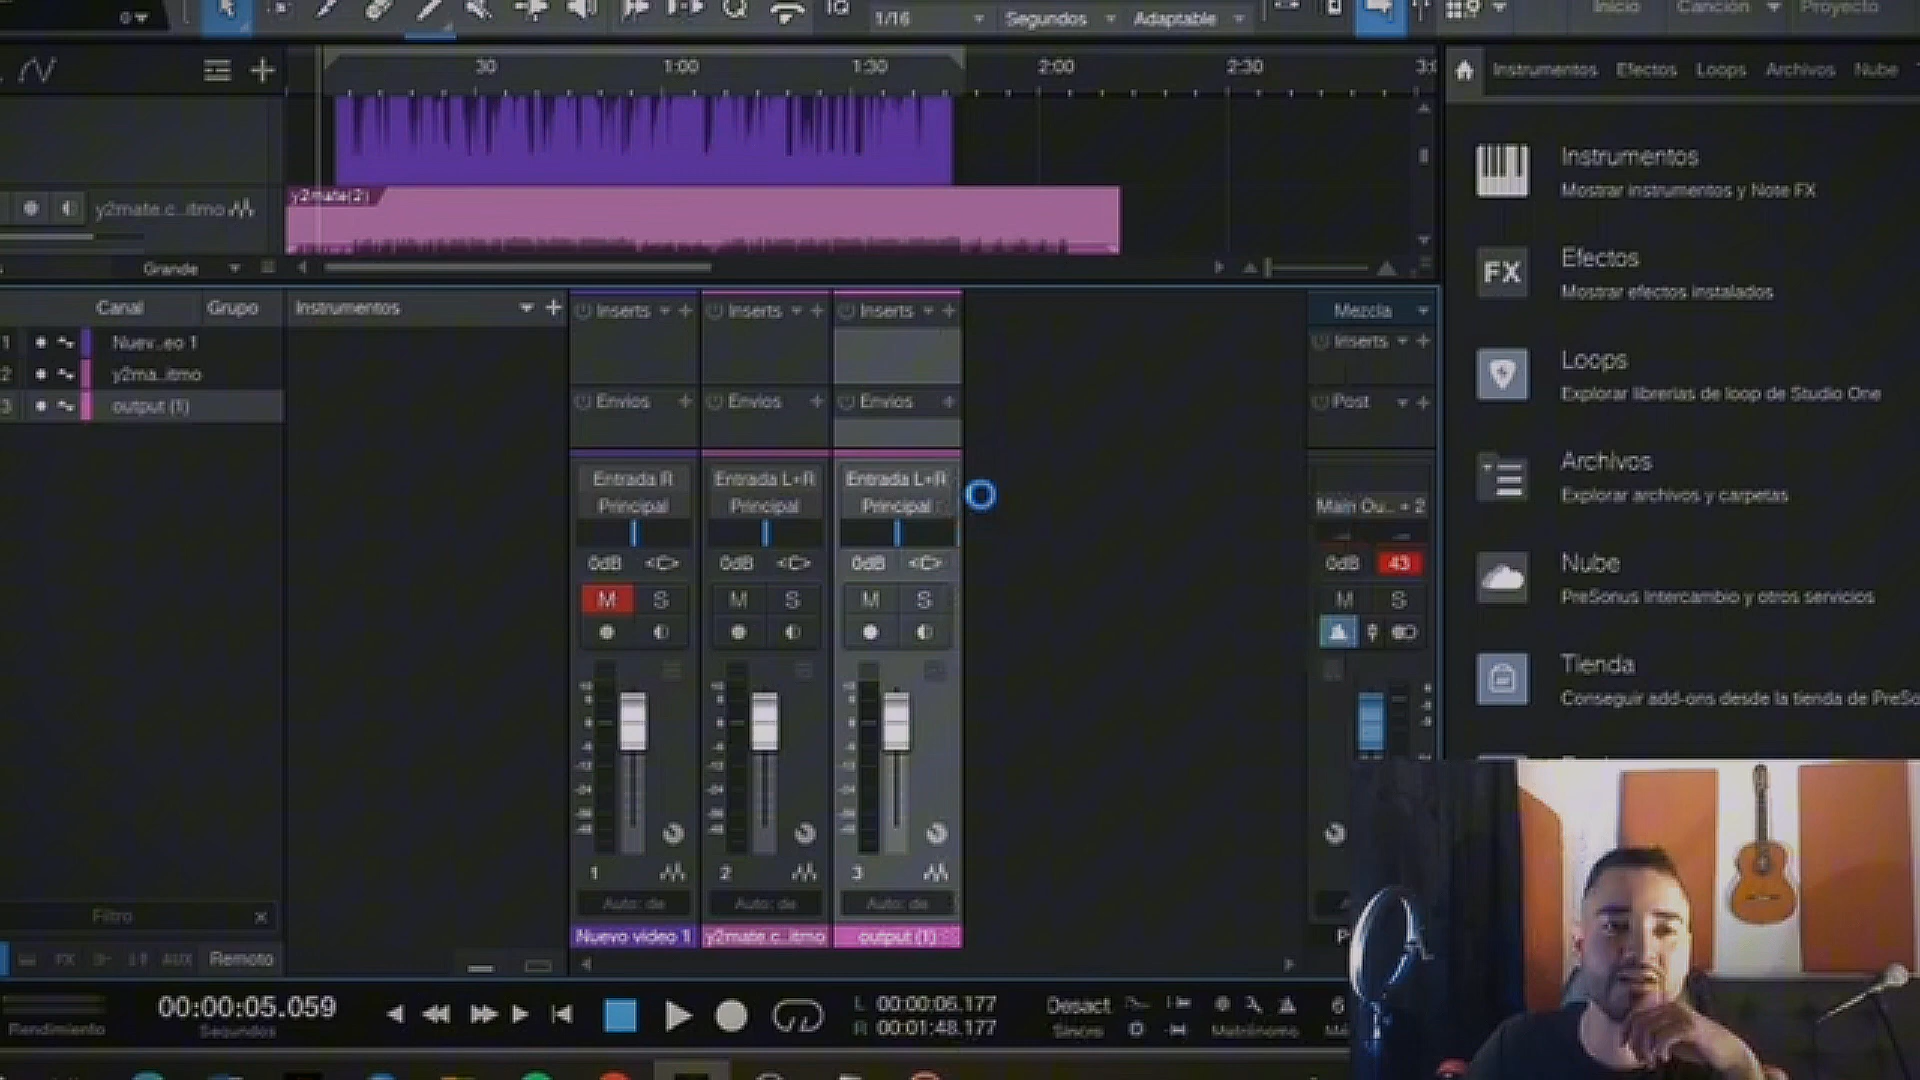 1/16 Segundos Adaptable Inicio Canción Proyecto
30 1:00 1:30 2:00 2:30
Instrumentos Efectos Loops Archivos Nube
y2mate(2)
y2mate.c..itmo
Grande
Canal Grupo
1 Nuev..eo 1
2 y2ma..itmo
3 output (1)
Instrumentos
Inserts Inserts Inserts
Envíos Envíos Envíos
Entrada R Entrada L+R Entrada L+R
Principal Principal Principal
0dB 0dB 0dB
M S M S M S
1 2 3
Auto: de Auto: de Auto: de
Nuevo video 1 y2mate c..itmo output (1)
Mezcla
Inserts
Post
Main Ou.. + 2
0dB 43
M S
Instrumentos
Mostrar instrumentos y Note FX
FX
Efectos
Mostrar efectos instalados
Loops
Explorar librerías de loop de Studio One
Archivos
Explorar archivos y carpetas
Nube
PreSonus Intercambio y otros servicios
Tienda
Conseguir add-ons desde la tienda de PreSo
Filtro
FX AUX Remoto
Rendimiento
00:00:05.059
Segundos
L 00:00:06.177
R 00:01:48.177
Desact
Sincro
Metrónomo